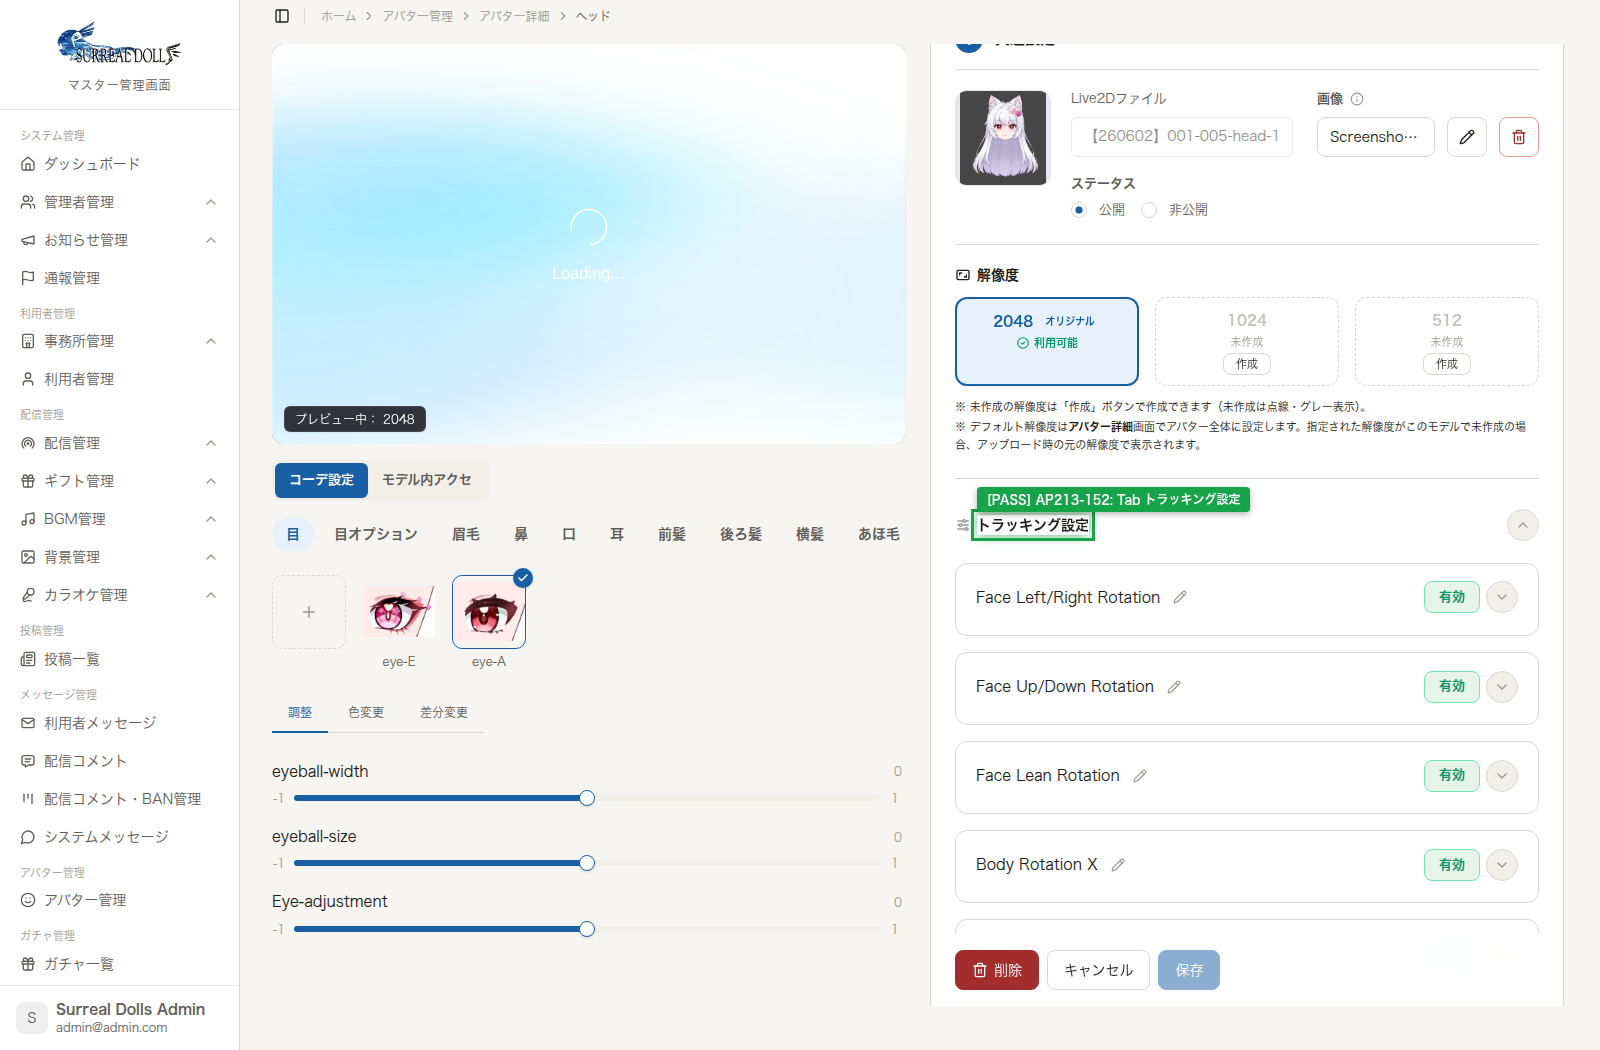 SURREAL DOLL
マスター管理画面
システム管理
ダッシュボード
管理者管理
お知らせ管理
通報管理
利用者管理
事務所管理
利用者管理
配信管理
配信管理
ギフト管理
BGM管理
背景管理
カラオケ管理
投稿管理
投稿一覧
メッセージ管理
利用者メッセージ
配信コメント
配信コメント・BAN管理
システムメッセージ
アバター管理
アバター管理
ガチャ管理
ガチャ一覧
S
Surreal Dolls Admin
admin@admin.com
ホーム > アバター管理 > アバター詳細 > ヘッド
Loading...
プレビュー中： 2048
コーデ設定 モデル内アクセ
目 目オプション 眉毛 鼻 口 耳 前髪 後ろ髪 横髪 あほ毛
eye-E eye-A
調整 色変更 差分変更
eyeball-width 0
-1 1
eyeball-size 0
-1 1
Eye-adjustment 0
-1 1
Live2Dファイル
【260602】001-005-head-1
画像
Screensho…
ステータス
公開 非公開
解像度
2048 オリジナル
利用可能
1024
未作成
作成
512
未作成
作成
※ 未作成の解像度は「作成」ボタンで作成できます（未作成は点線・グレー表示）。
※ デフォルト解像度はアバター詳細画面でアバター全体に設定します。指定された解像度がこのモデルで未作成の場
合、アップロード時の元の解像度で表示されます。
[PASS] AP213-152: Tab トラッキング設定
トラッキング設定
Face Left/Right Rotation 有効
Face Up/Down Rotation 有効
Face Lean Rotation 有効
Body Rotation X 有効
削除 キャンセル 保存